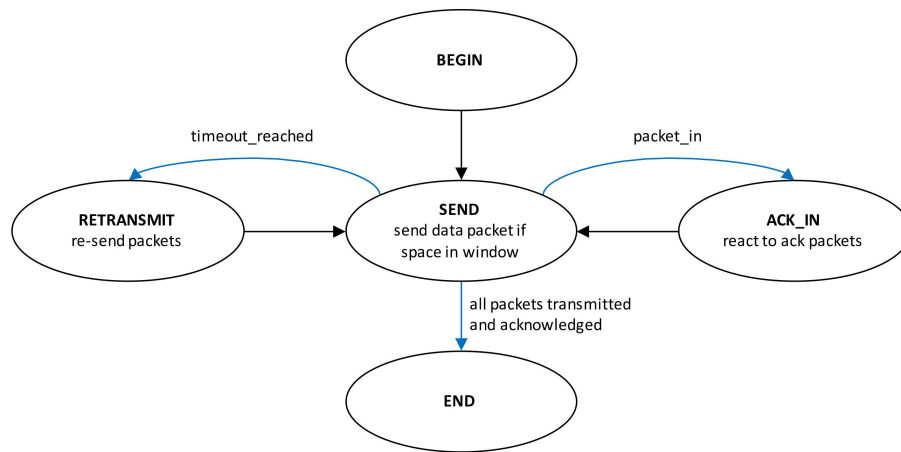 BEGIN
timeout_reached
packet_in
RETRANSMIT
re-send packets
SEND
send data packet if
space in window
ACK_IN
react to ack packets
all packets transmitted
and acknowledged
END